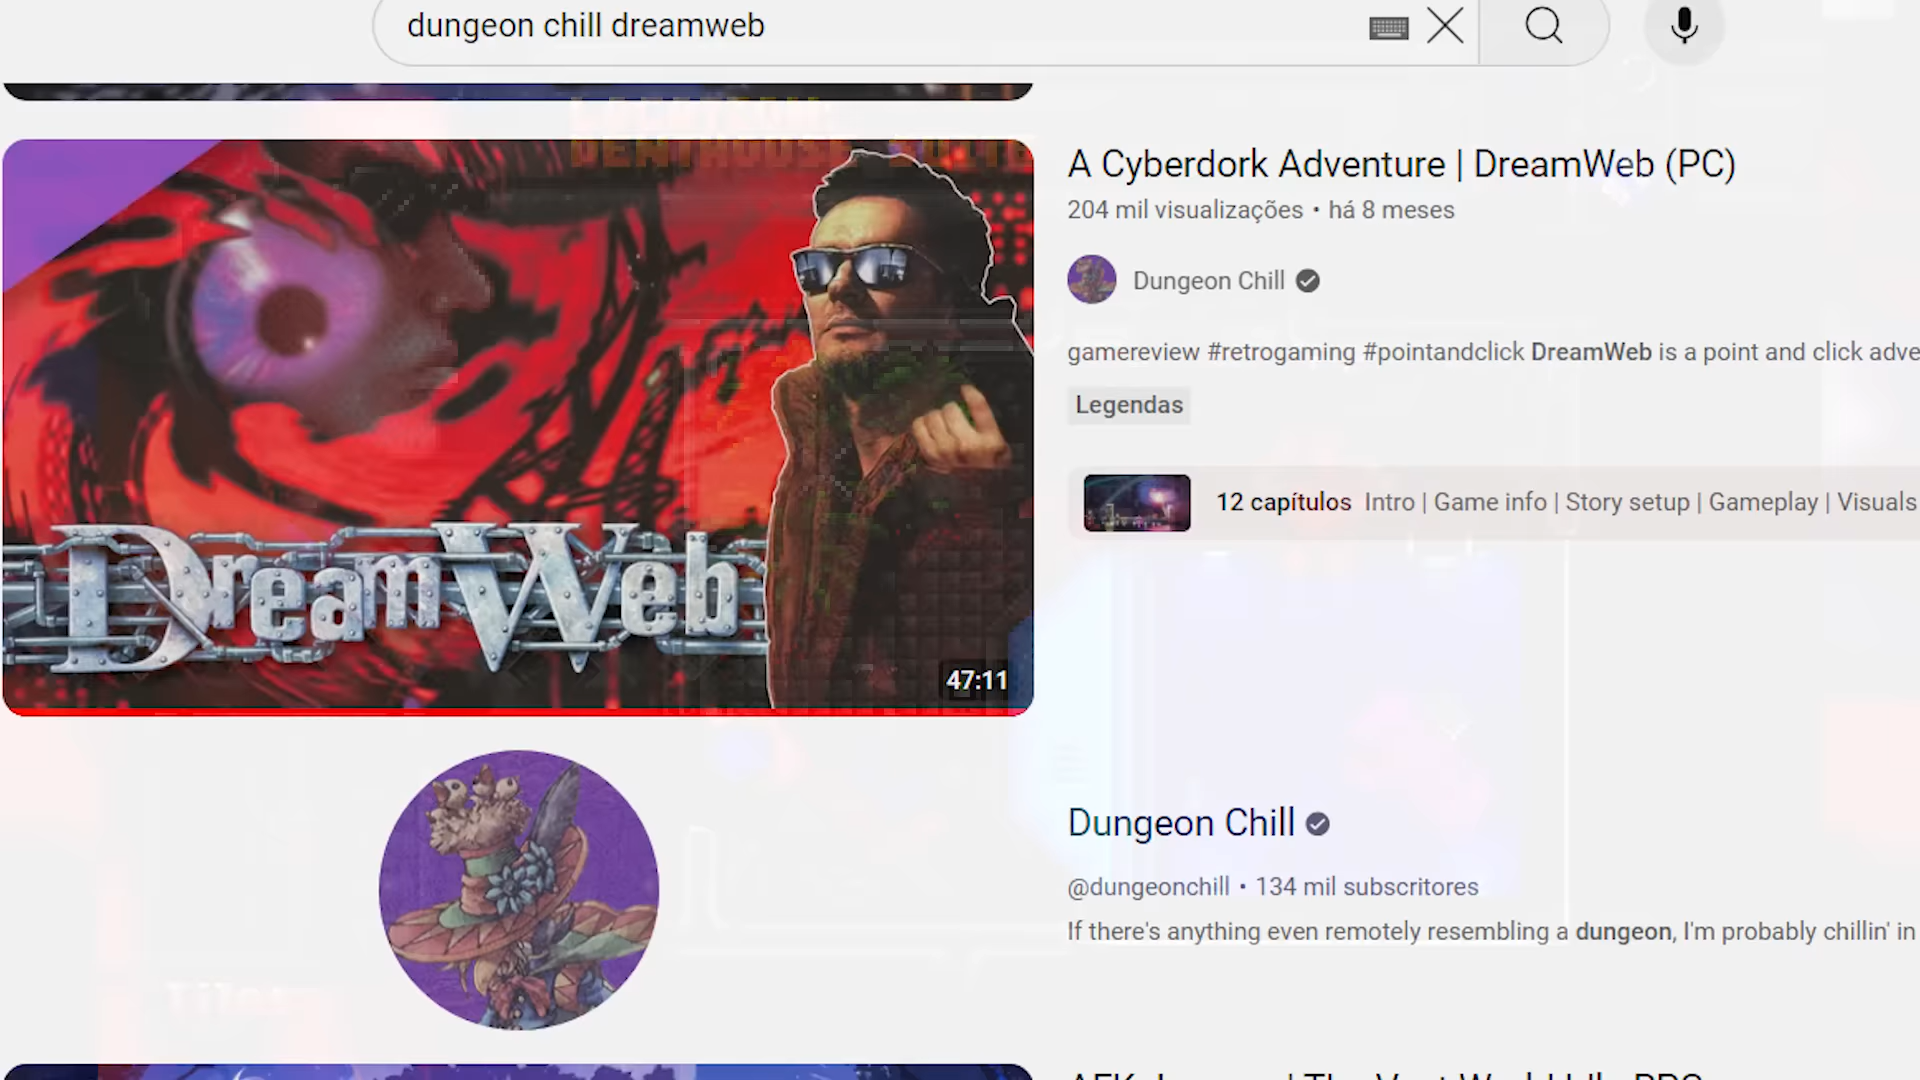 dungeon chill dreamweb
A Cyberdork Adventure | DreamWeb (PC)
204 mil visualizações • há 8 meses
Dungeon Chill
gamereview #retrogaming #pointandclick DreamWeb is a point and click adve
Legendas
12 capítulos Intro | Game info | Story setup | Gameplay | Visuals
DreamWeb
47:11
Dungeon Chill
@dungeonchill • 134 mil subscritores
If there's anything even remotely resembling a dungeon, I'm probably chillin' in